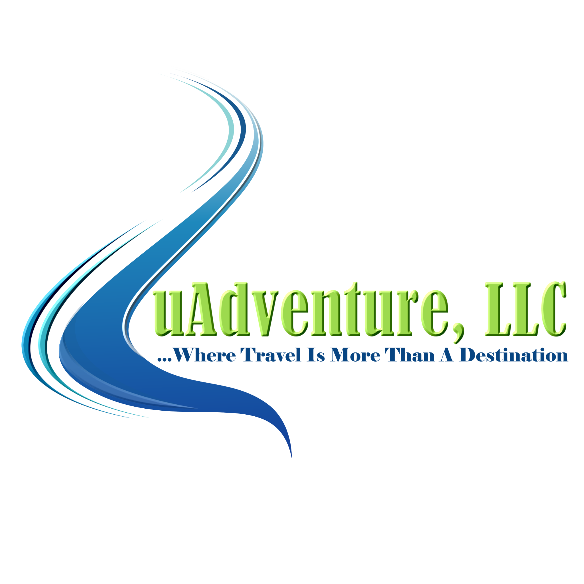 uAdventure, LLC
...Where Travel Is More Than A Destination